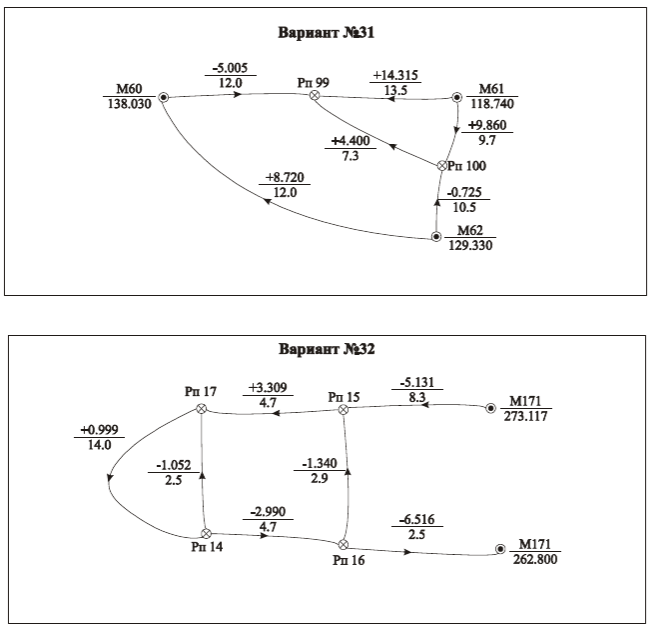 Вариант №31
-5.005
12.0
М60
138.030
Рп 99
+14.315
13.5
М61
118.740
+9.860
9.7
+4.400
7.3
Рп 100
+8.720
12.0
-0.725
10.5
М62
129.330
Вариант №32
Рп 17
+3.309
4.7
Рп 15
-5.131
8.3
М171
273.117
+0.999
14.0
-1.052
2.5
-1.340
2.9
-2.990
4.7
-6.516
2.5
Рп 14
Рп 16
М171
262.800